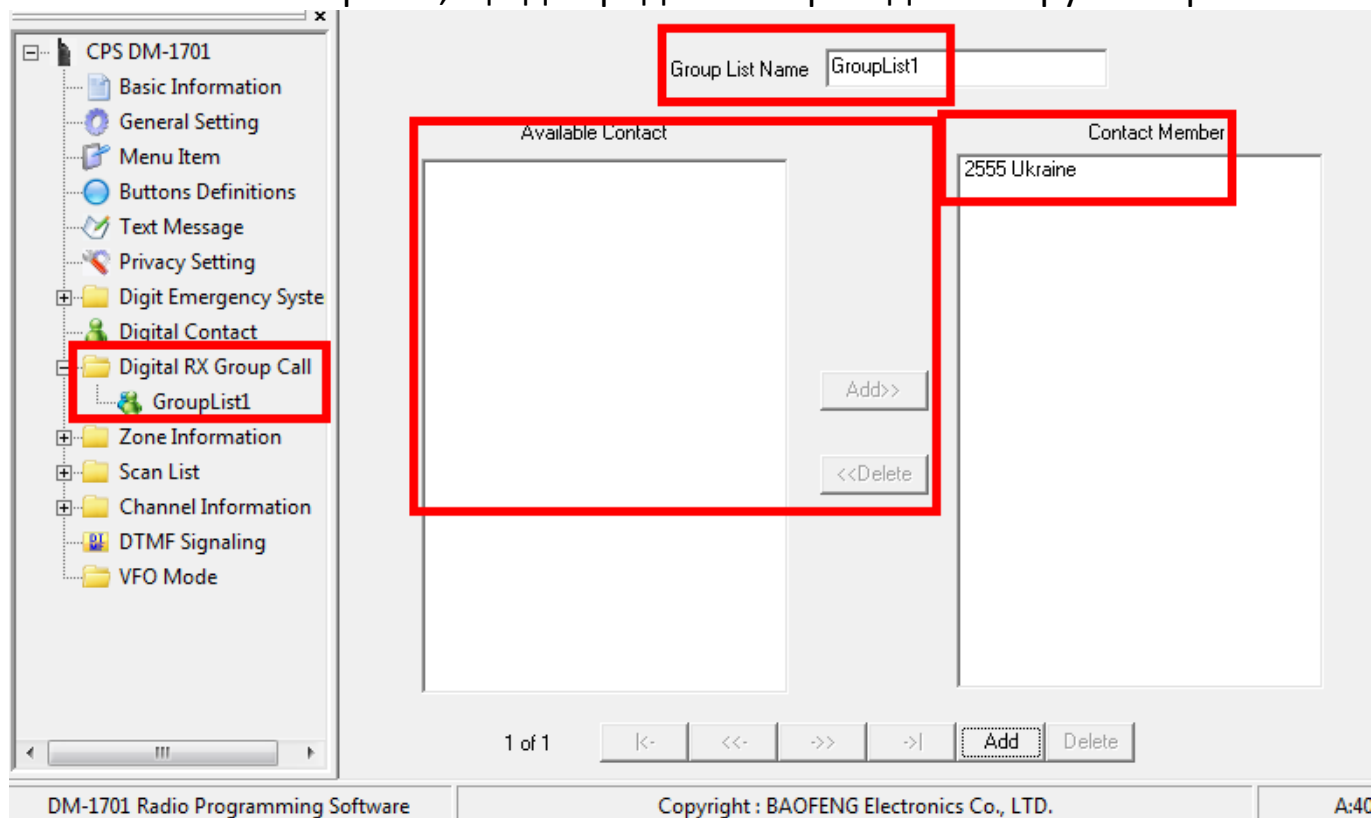 x
CPS DM-1701
Basic Information
General Setting
Menu Item
Buttons Definitions
Text Message
Privacy Setting
Digit Emergency Syste
Digital Contact
Digital RX Group Call
GroupList1
Zone Information
Scan List
Channel Information
DTMF Signaling
VFO Mode
Group List Name GroupList1
Available Contact
Contact Member
2555 Ukraine
Add>>
<<Delete
1 of 1 |<- <<- ->> ->| Add Delete
DM-1701 Radio Programming Software Copyright : BAOFENG Electronics Co., LTD. A:40